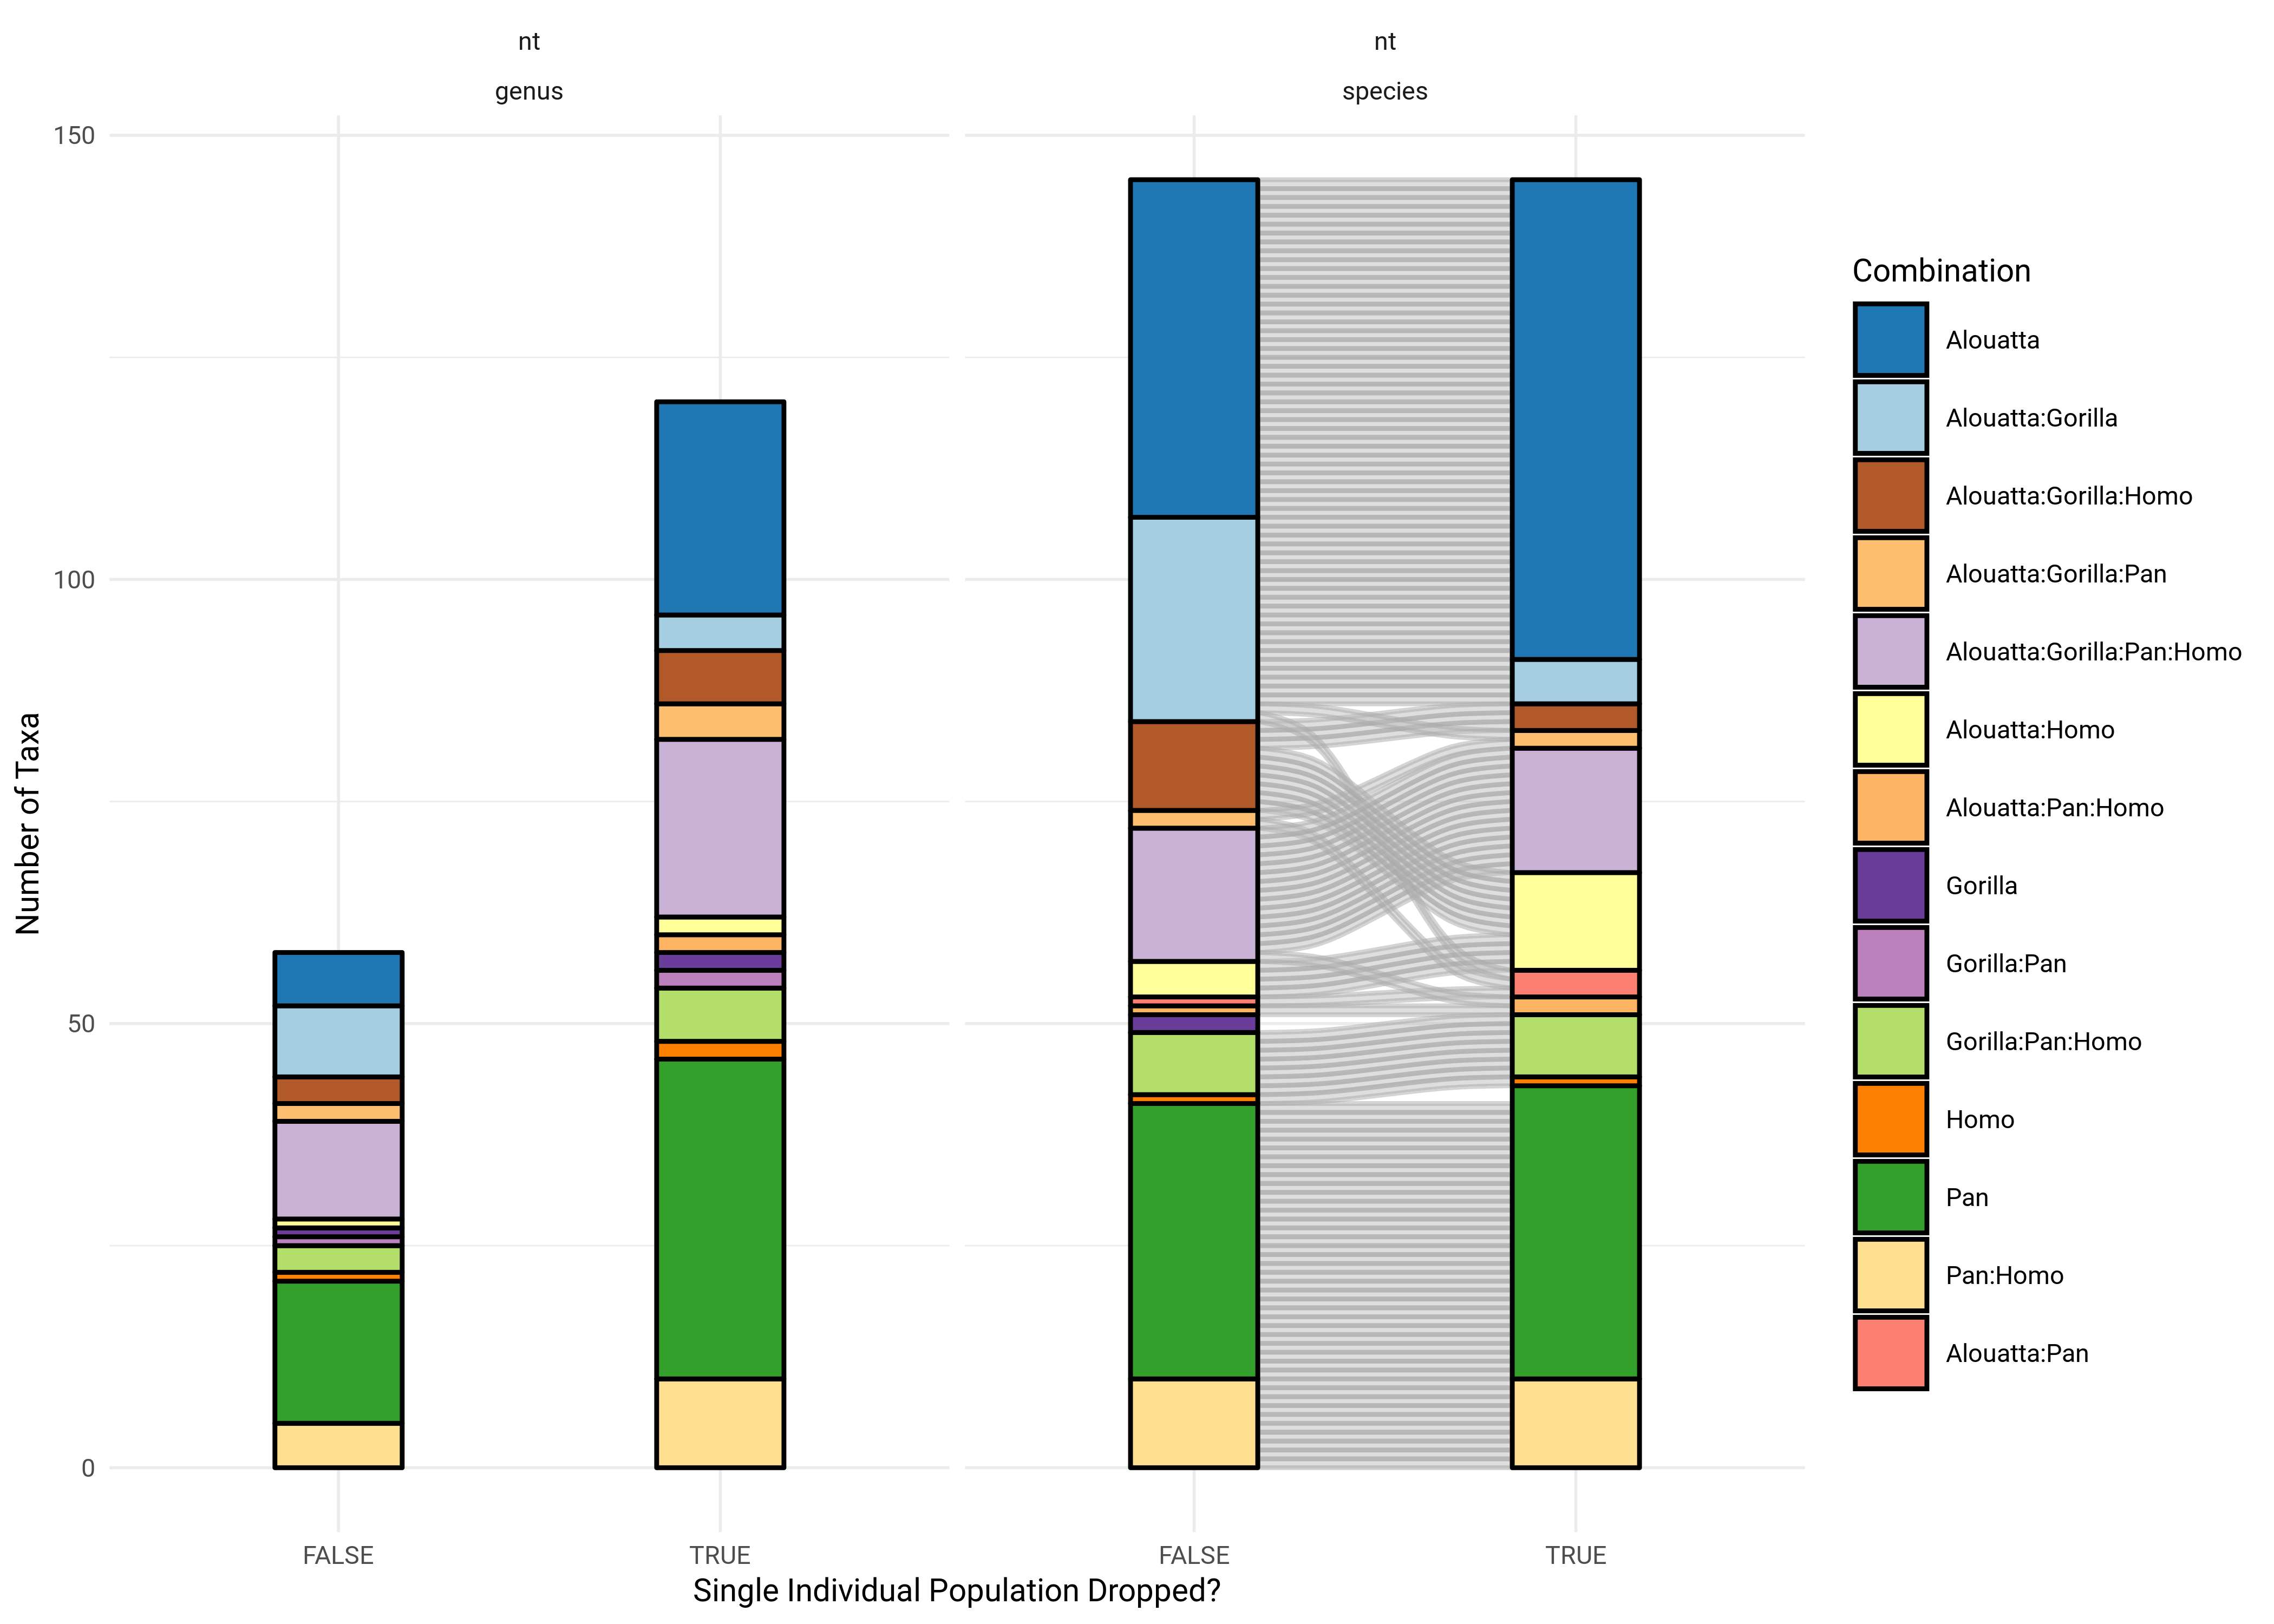 nt
nt
genus
species
150
100
50
0
Number of Taxa
FALSE
TRUE
FALSE
TRUE
Single Individual Population Dropped?
Combination
Alouatta
Alouatta:Gorilla
Alouatta:Gorilla:Homo
Alouatta:Gorilla:Pan
Alouatta:Gorilla:Pan:Homo
Alouatta:Homo
Alouatta:Pan:Homo
Gorilla
Gorilla:Pan
Gorilla:Pan:Homo
Homo
Pan
Pan:Homo
Alouatta:Pan